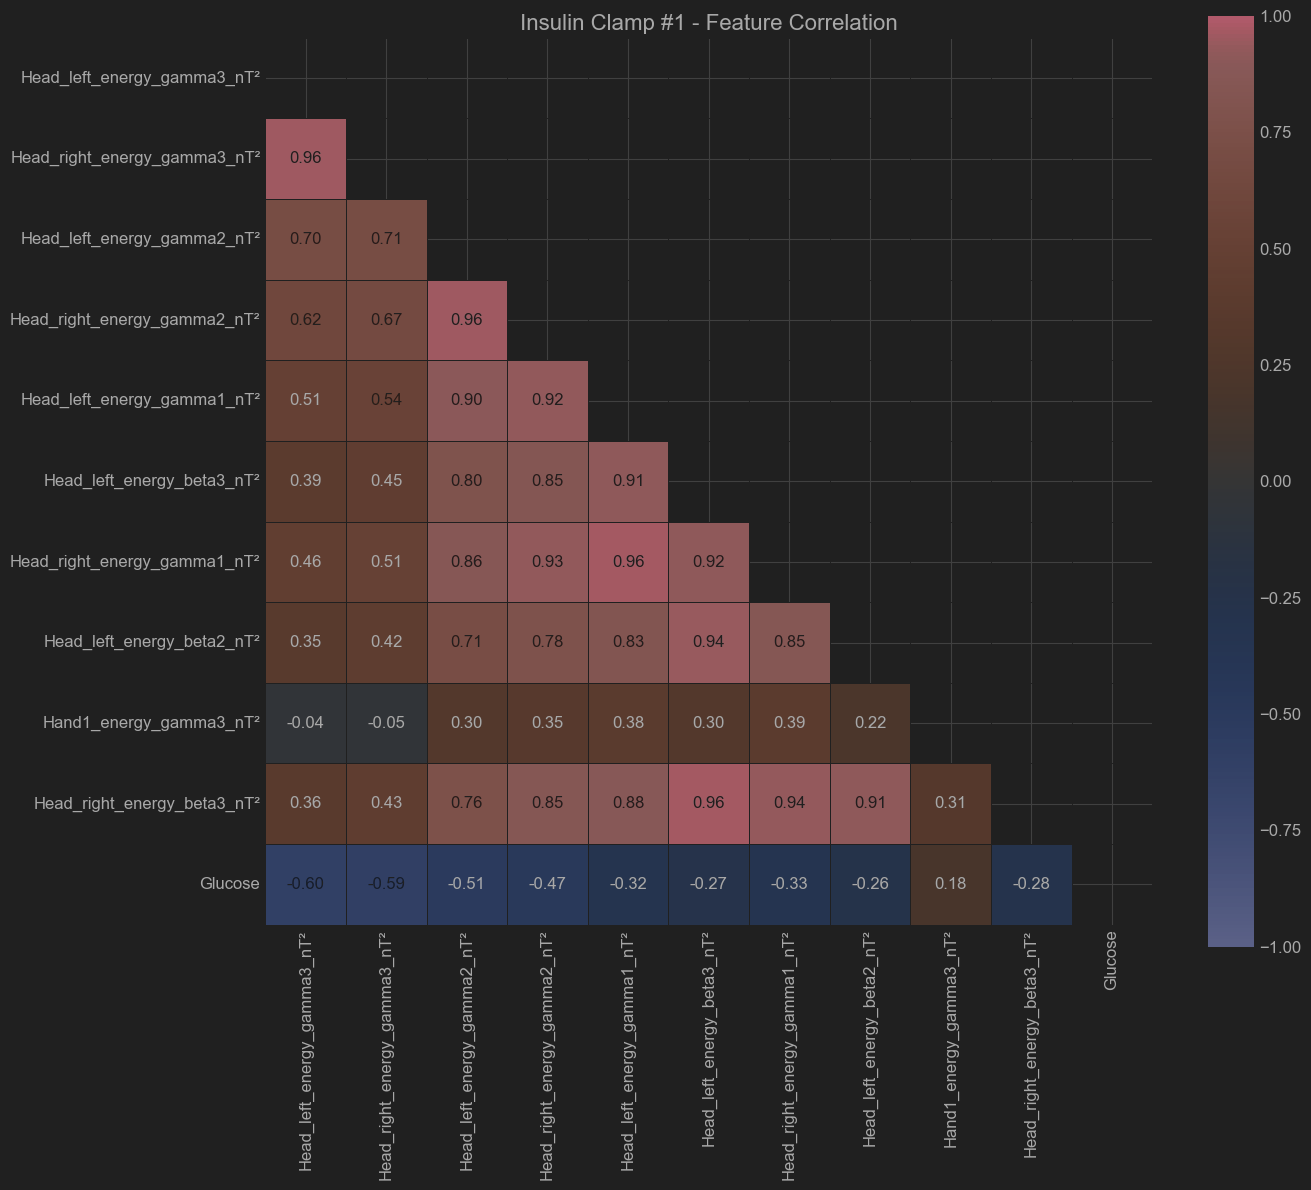 Insulin Clamp #1 - Feature Correlation
Head_left_energy_gamma3_nT²
Head_right_energy_gamma3_nT² 0.96
Head_left_energy_gamma2_nT² 0.70 0.71
Head_right_energy_gamma2_nT² 0.62 0.67 0.96
Head_left_energy_gamma1_nT² 0.51 0.54 0.90 0.92
Head_left_energy_beta3_nT² 0.39 0.45 0.80 0.85 0.91
Head_right_energy_gamma1_nT² 0.46 0.51 0.86 0.93 0.96 0.92
Head_left_energy_beta2_nT² 0.35 0.42 0.71 0.78 0.83 0.94 0.85
Hand1_energy_gamma3_nT² -0.04 -0.05 0.30 0.35 0.38 0.30 0.39 0.22
Head_right_energy_beta3_nT² 0.36 0.43 0.76 0.85 0.88 0.96 0.94 0.91 0.31
Glucose -0.60 -0.59 -0.51 -0.47 -0.32 -0.27 -0.33 -0.26 0.18 -0.28
Head_left_energy_gamma3_nT²
Head_right_energy_gamma3_nT²
Head_left_energy_gamma2_nT²
Head_right_energy_gamma2_nT²
Head_left_energy_gamma1_nT²
Head_left_energy_beta3_nT²
Head_right_energy_gamma1_nT²
Head_left_energy_beta2_nT²
Hand1_energy_gamma3_nT²
Head_right_energy_beta3_nT²
Glucose
1.00
0.75
0.50
0.25
0.00
−0.25
−0.50
−0.75
−1.00